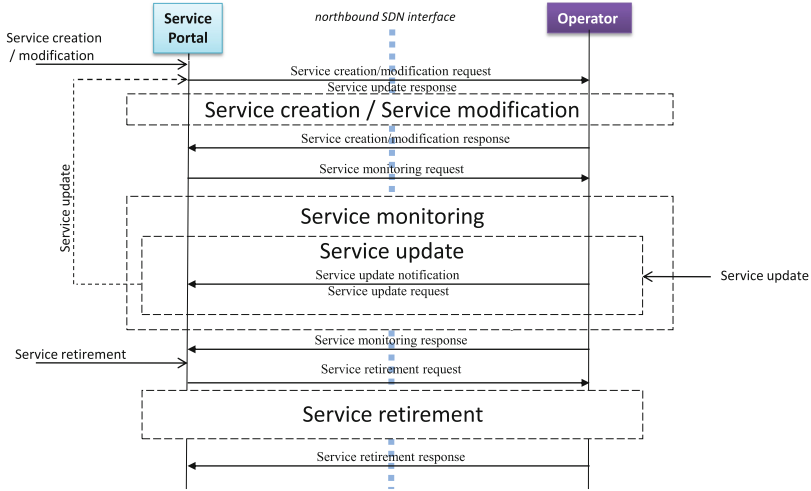 Service
Portal
northbound SDN interface
Operator
Service creation
/ modification
Service creation/modification request
Service update response
Service creation / Service modification
Service creation/modification response
Service monitoring request
Service update
Service monitoring
Service update
Service update notification
Service update request
Service update
Service monitoring response
Service retirement
Service retirement request
Service retirement
Service retirement response